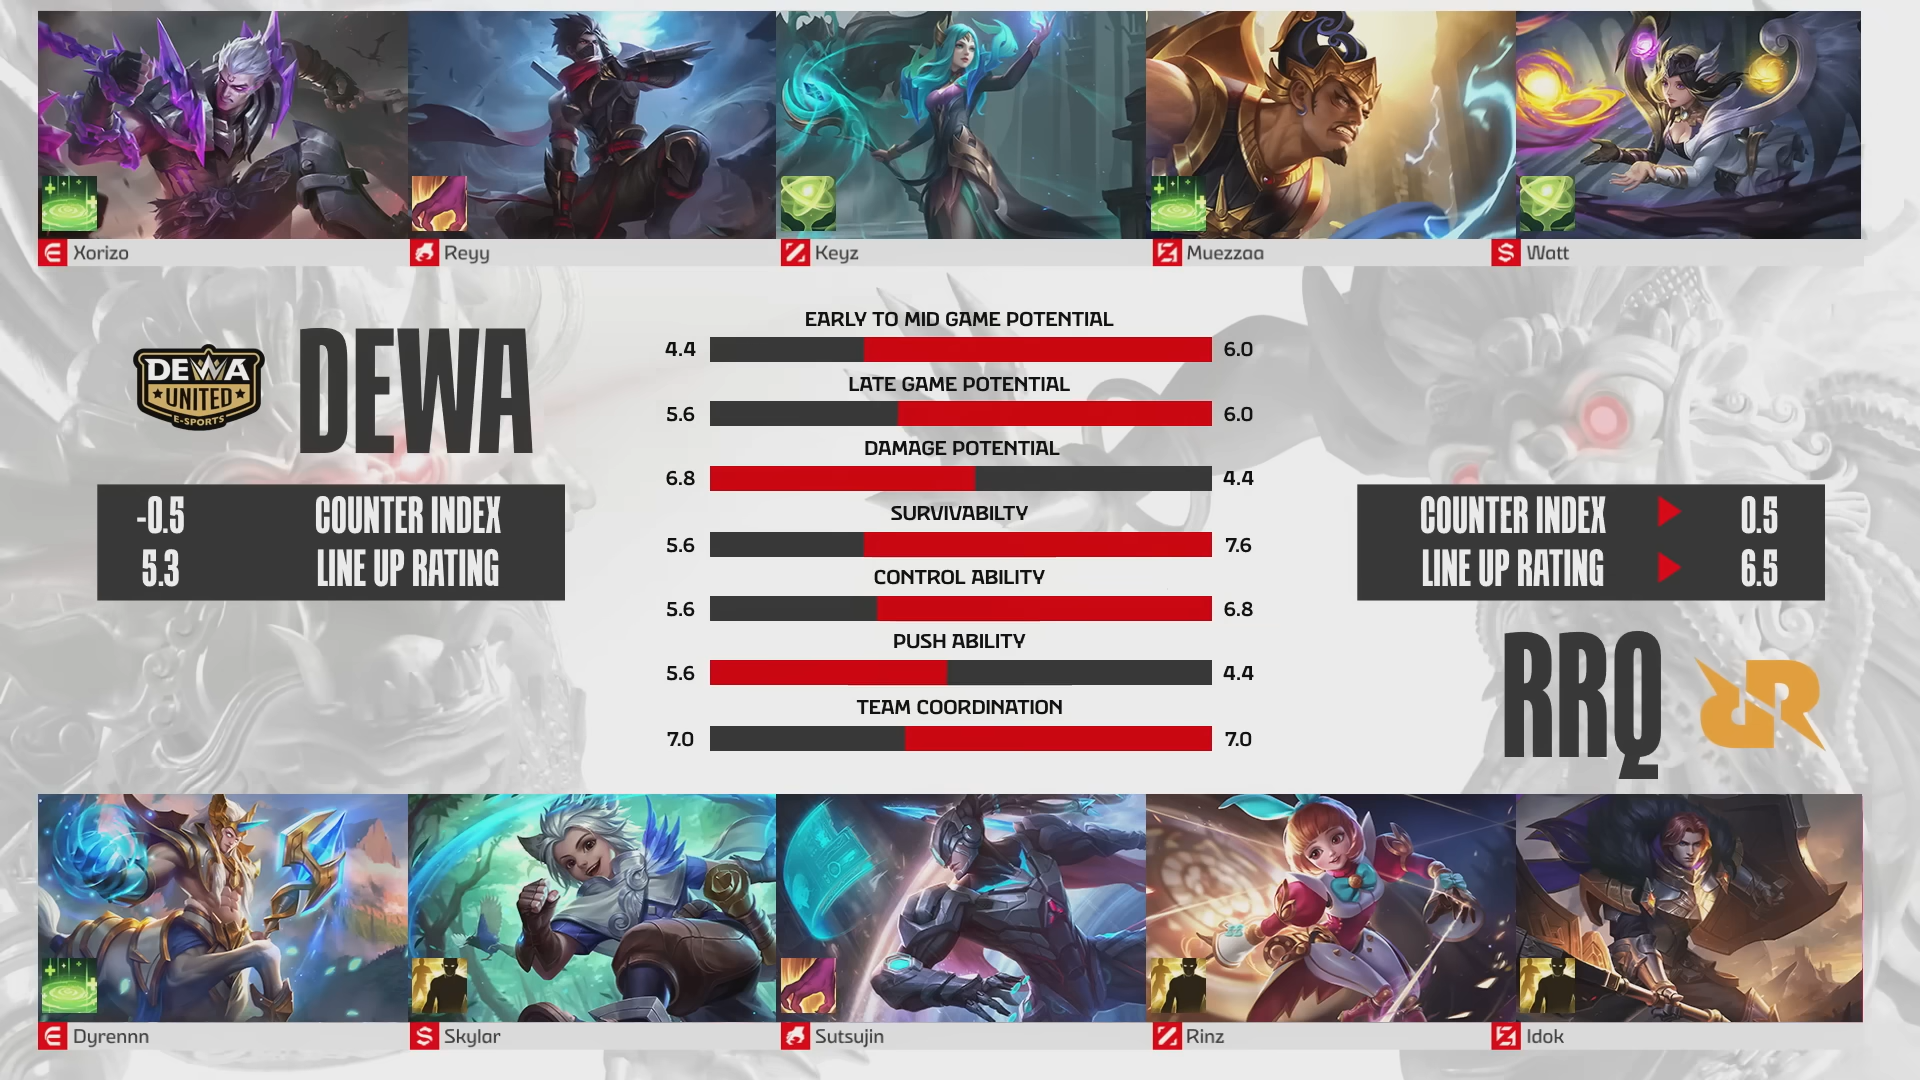 Xorizo
Reyy
Keyz
Muezzaa
Watt
DEWA
UNITED
E-SPORTS
DEWA
-0.5 COUNTER INDEX
5.3 LINE UP RATING
EARLY TO MID GAME POTENTIAL
4.4 6.0
LATE GAME POTENTIAL
5.6 6.0
DAMAGE POTENTIAL
6.8 4.4
SURVIVABILTY
5.6 7.6
CONTROL ABILITY
5.6 6.8
PUSH ABILITY
5.6 4.4
TEAM COORDINATION
7.0 7.0
COUNTER INDEX 0.5
LINE UP RATING 6.5
RRQ
Dyrennn
Skylar
Sutsujin
Rinz
Idok